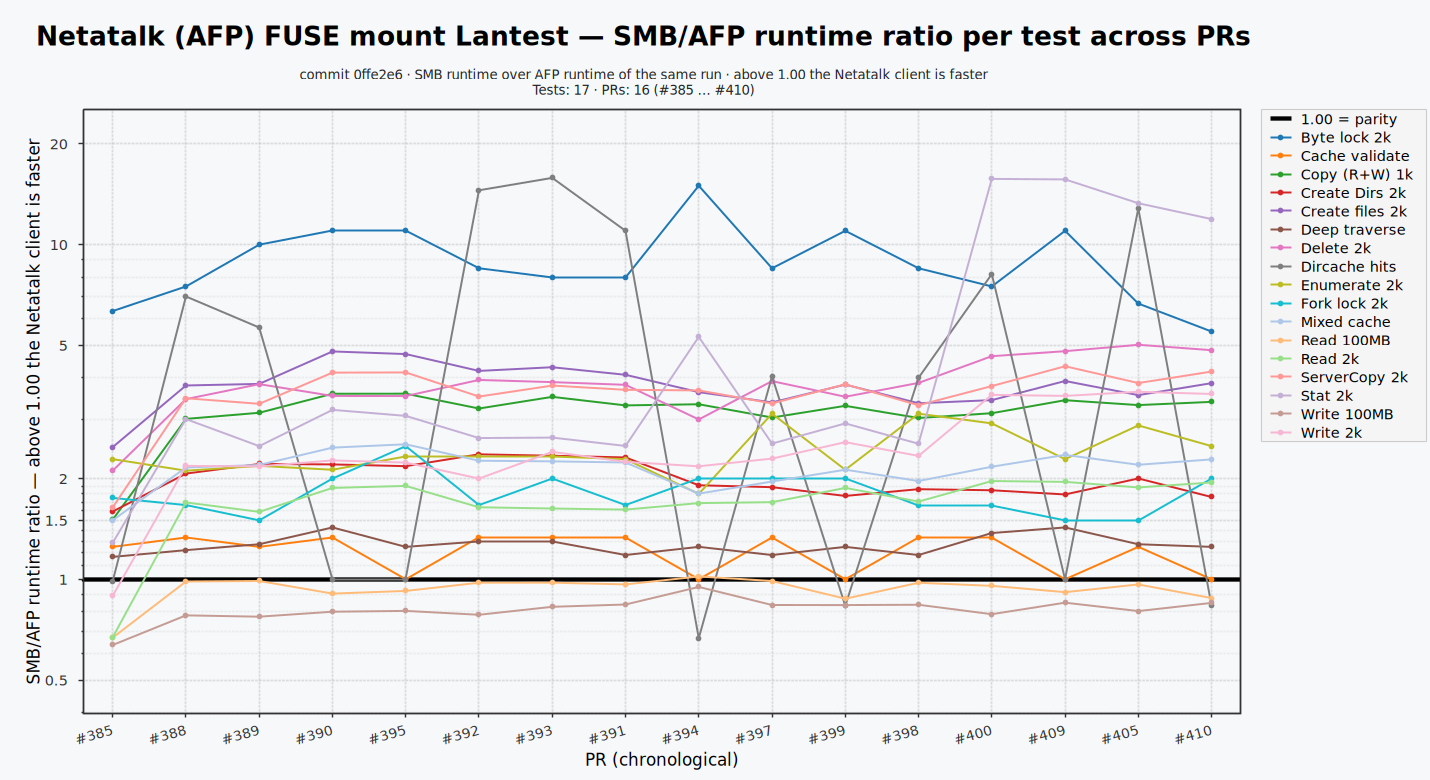 Netatalk (AFP) FUSE mount Lantest — SMB/AFP runtime ratio per test across PRs
commit 0ffe2e6 · SMB runtime over AFP runtime of the same run · above 1.00 the Netatalk client is faster
Tests: 17 · PRs: 16 (#385 ... #410)
SMB/AFP runtime ratio — above 1.00 the Netatalk client is faster
20
10
5
2
1.5
1
0.5
#385
#388
#389
#390
#395
#392
#393
#391
#394
#397
#399
#398
#400
#409
#405
#410
PR (chronological)
1.00 = parity
Byte lock 2k
Cache validate
Copy (R+W) 1k
Create Dirs 2k
Create files 2k
Deep traverse
Delete 2k
Dircache hits
Enumerate 2k
Fork lock 2k
Mixed cache
Read 100MB
Read 2k
ServerCopy 2k
Stat 2k
Write 100MB
Write 2k